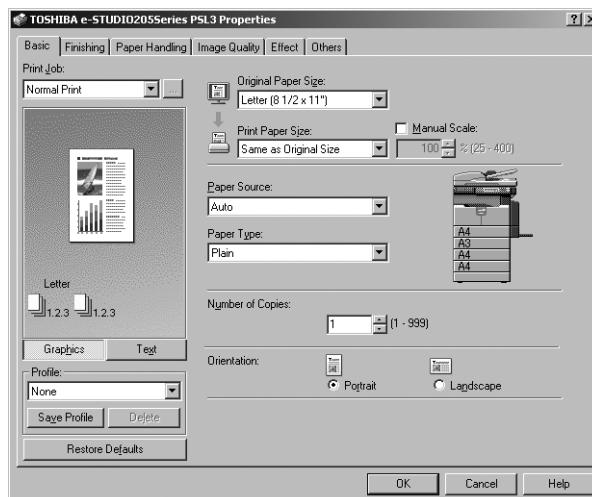 TOSHIBA e-STUDIO205Series PSL3 Properties
Basic Finishing Paper Handling Image Quality Effect Others
Print Job:
Normal Print
...
Original Paper Size:
Letter (8 1/2 x 11")
Print Paper Size:
Same as Original Size
Manual Scale:
100 % (25 - 400)
Paper Source:
Auto
Paper Type:
Plain
A4
A3
A4
A4
Letter
1.2.3 1.2.3
Graphics Text
Number of Copies:
1 (1 - 999)
Orientation:
Portrait Landscape
Profile:
None
Save Profile Delete
Restore Defaults
OK Cancel Help